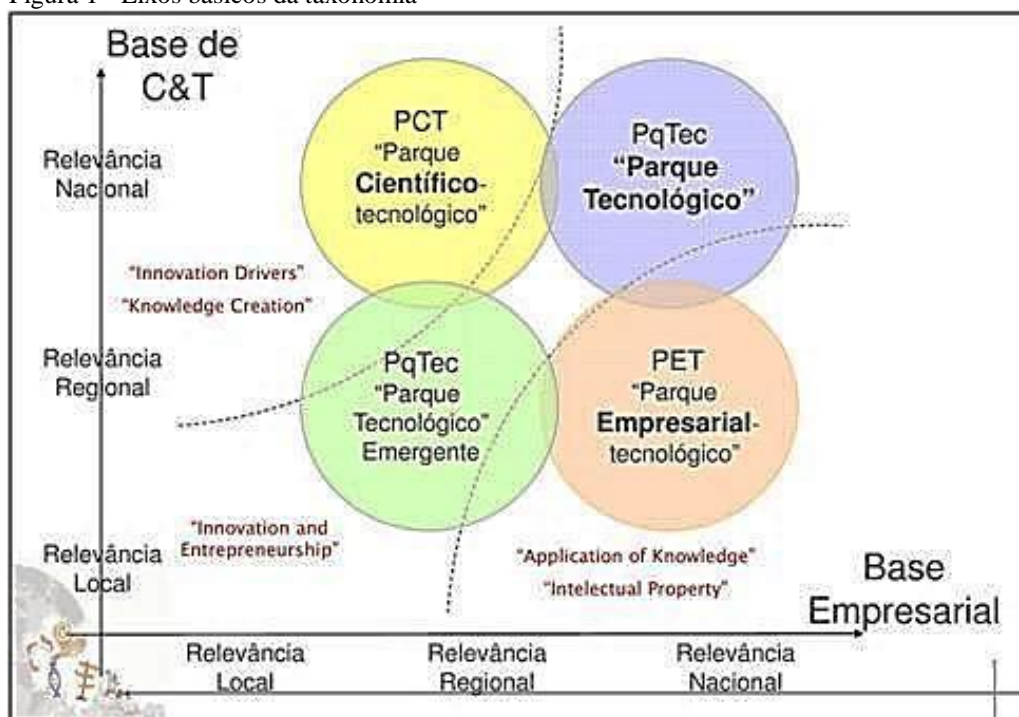 Figura 1 - Eixos básicos da taxonomia
Base de
C&T
Relevância
Nacional
PCT
"Parque
Científico-
tecnológico"
PqTec
"Parque
Tecnológico"
"Innovation Drivers"
"Knowledge Creation"
Relevância
Regional
PqTec
"Parque
Tecnológico"
Emergente
PET
"Parque
Empresarial-
tecnológico"
Relevância
Local
"Innovation and
Entrepreneurship"
"Application of Knowledge"
"Intelectual Property"
Base
Empresarial
Relevância
Local
Relevância
Regional
Relevância
Nacional